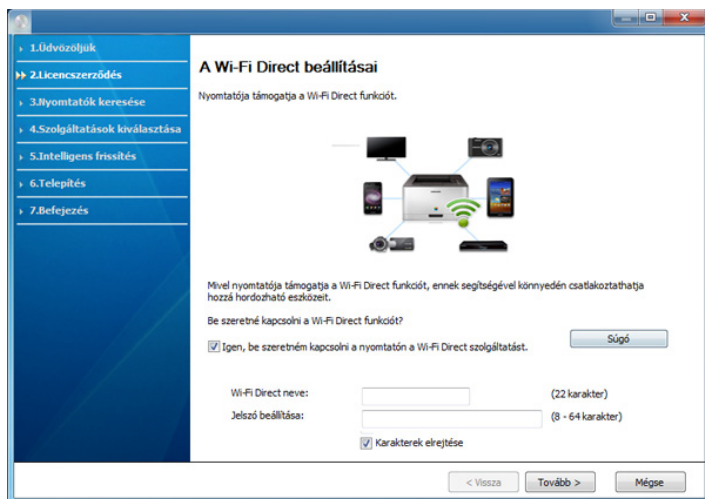 1.Üdvözöljük
2.Licencszerződés
3.Nyomtatók keresése
4.Szolgáltatások kiválasztása
5.Intelligens frissítés
6.Telepítés
7.Befejezés
A Wi-Fi Direct beállításai
Nyomtatója támogatja a Wi-Fi Direct funkciót.
Mivel nyomtatója támogatja a Wi-Fi Direct funkciót, ennek segítségével könnyedén csatlakoztathatja
hozzá hordozható eszközeit.
Be szeretné kapcsolni a Wi-Fi Direct funkciót?
Igen, be szeretném kapcsolni a nyomtatón a Wi-Fi Direct szolgáltatást.
Súgó
Wi-Fi Direct neve: (22 karakter)
Jelszó beállítása: (8 - 64 karakter)
Karakterek elrejtése
< Vissza Tovább > Mégse